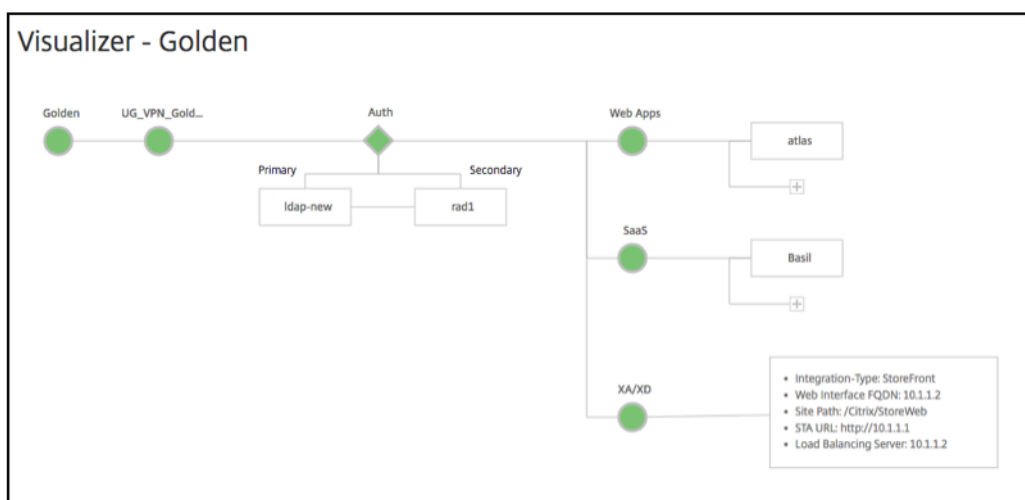 Visualizer - Golden
Golden
UG_VPN_Gold...
Auth
Web Apps
atlas
Primary
Secondary
ldap-new
rad1
SaaS
Basil
XA/XD
• Integration-Type: StoreFront
• Web Interface FQDN: 10.1.1.2
• Site Path: /Citrix/StoreWeb
• STA URL: http://10.1.1.1
• Load Balancing Server: 10.1.1.2